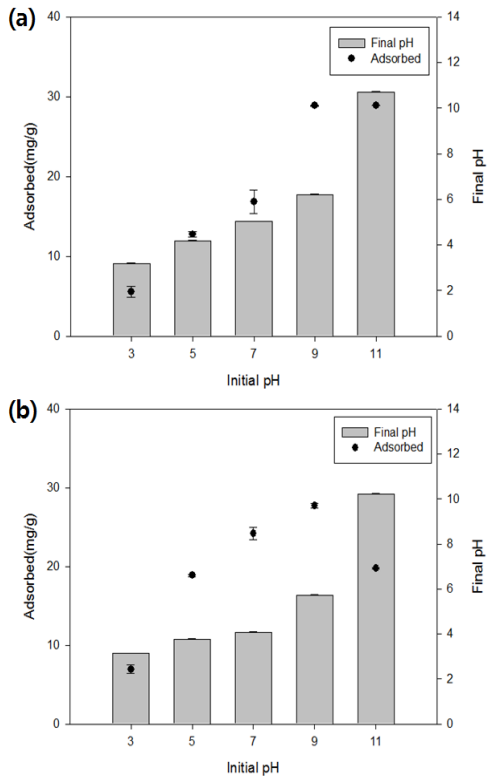 (a)
40
30
20
10
0
Adsorbed(mg/g)
14
12
10
8
6
4
2
0
Final pH
Final pH
Adsorbed
3 5 7 9 11
Initial pH
(b)
40
30
20
10
0
Adsorbed(mg/g)
14
12
10
8
6
4
2
0
Final pH
Final pH
Adsorbed
3 5 7 9 11
Initial pH